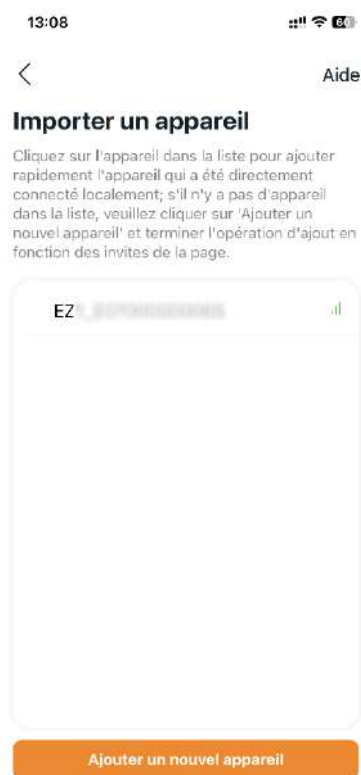 13:08
60
Aide
Importer un appareil
Cliquez sur l'appareil dans la liste pour ajouter
rapidement l'appareil qui a été directement
connecté localement; s'il n'y a pas d'appareil
dans la liste, veuillez cliquer sur 'Ajouter un
nouvel appareil' et terminer l'opération d'ajout en
fonction des invites de la page.
EZ
Ajouter un nouvel appareil